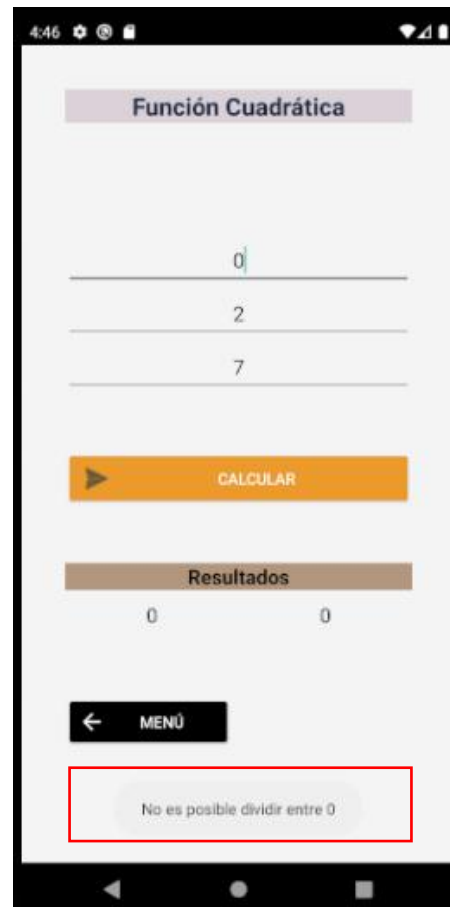 4:46
Función Cuadrática
0
2
7
CALCULAR
Resultados
0 0
MENÚ
No es posible dividir entre 0